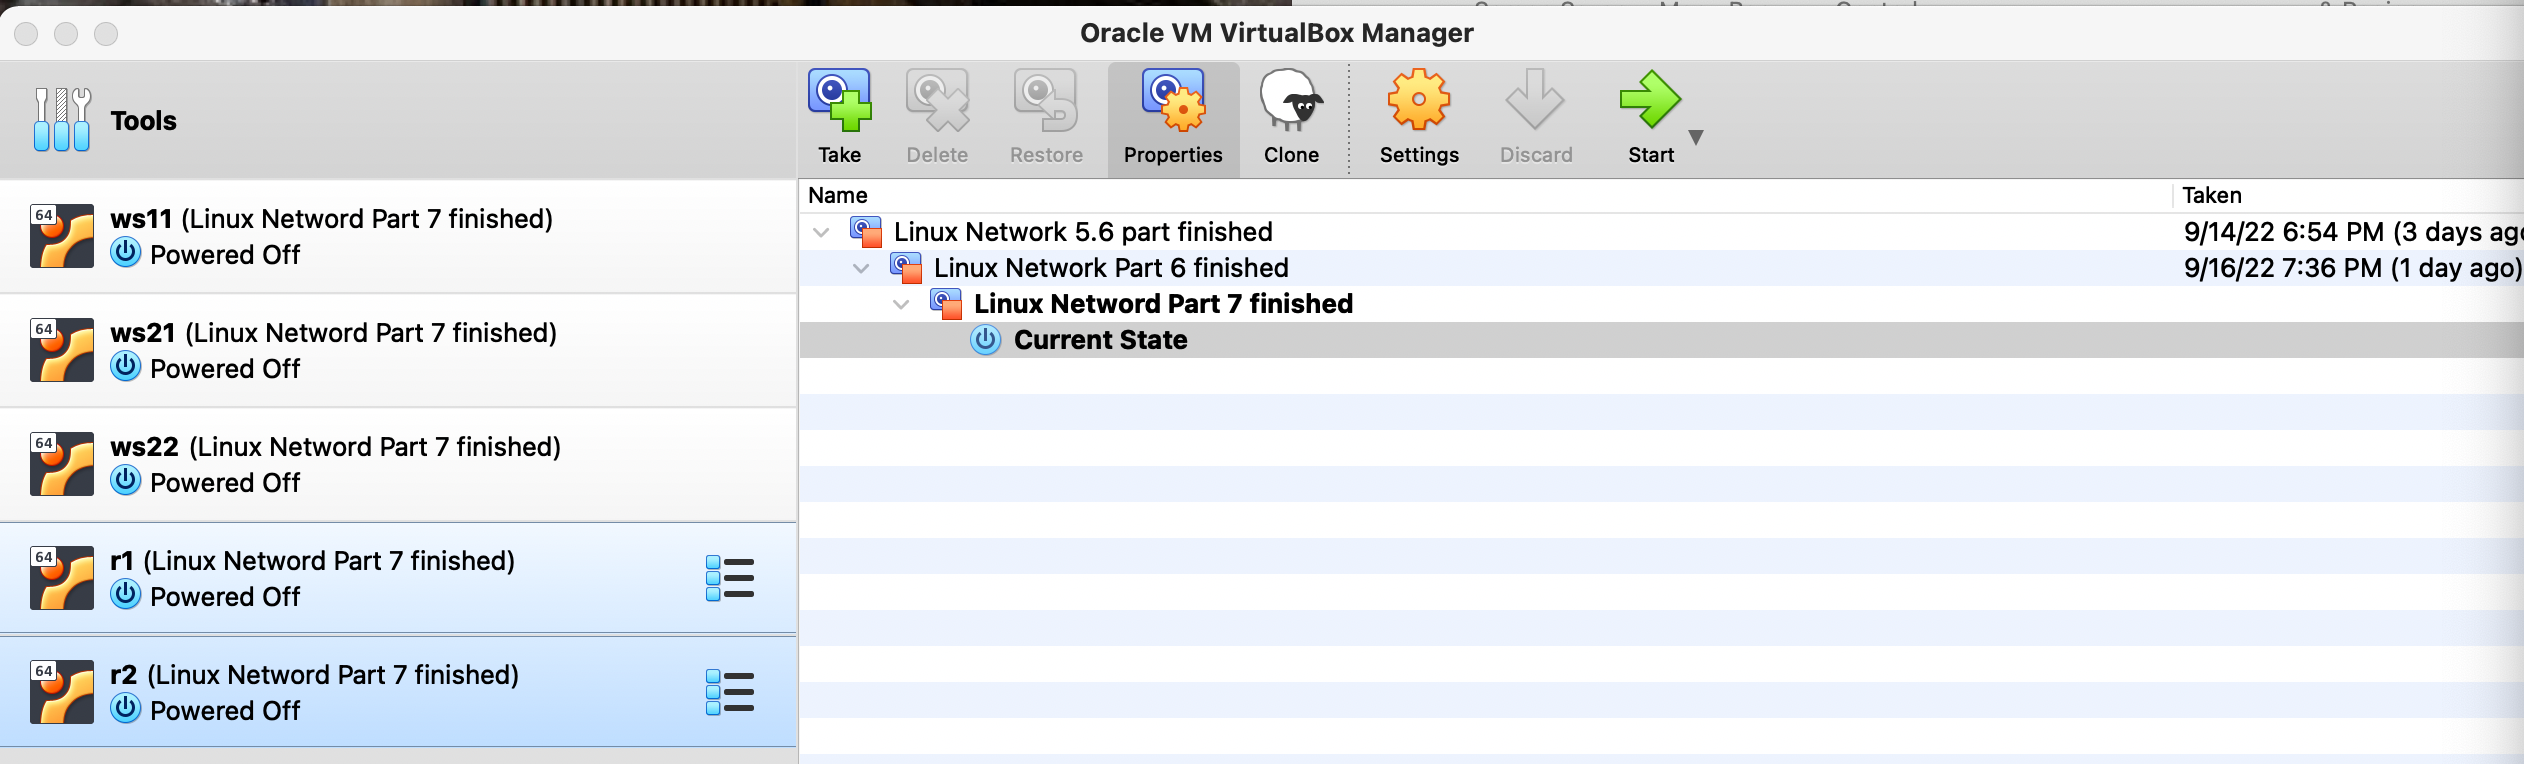 Oracle VM VirtualBox Manager
Tools
Take
Delete
Restore
Properties
Clone
Settings
Discard
Start
64
ws11 (Linux Netword Part 7 finished)
Powered Off
64
ws21 (Linux Netword Part 7 finished)
Powered Off
64
ws22 (Linux Netword Part 7 finished)
Powered Off
64
r1 (Linux Netword Part 7 finished)
Powered Off
64
r2 (Linux Netword Part 7 finished)
Powered Off
Name Taken
Linux Network 5.6 part finished 9/14/22 6:54 PM (3 days ago
Linux Network Part 6 finished 9/16/22 7:36 PM (1 day ago)
Linux Netword Part 7 finished
Current State